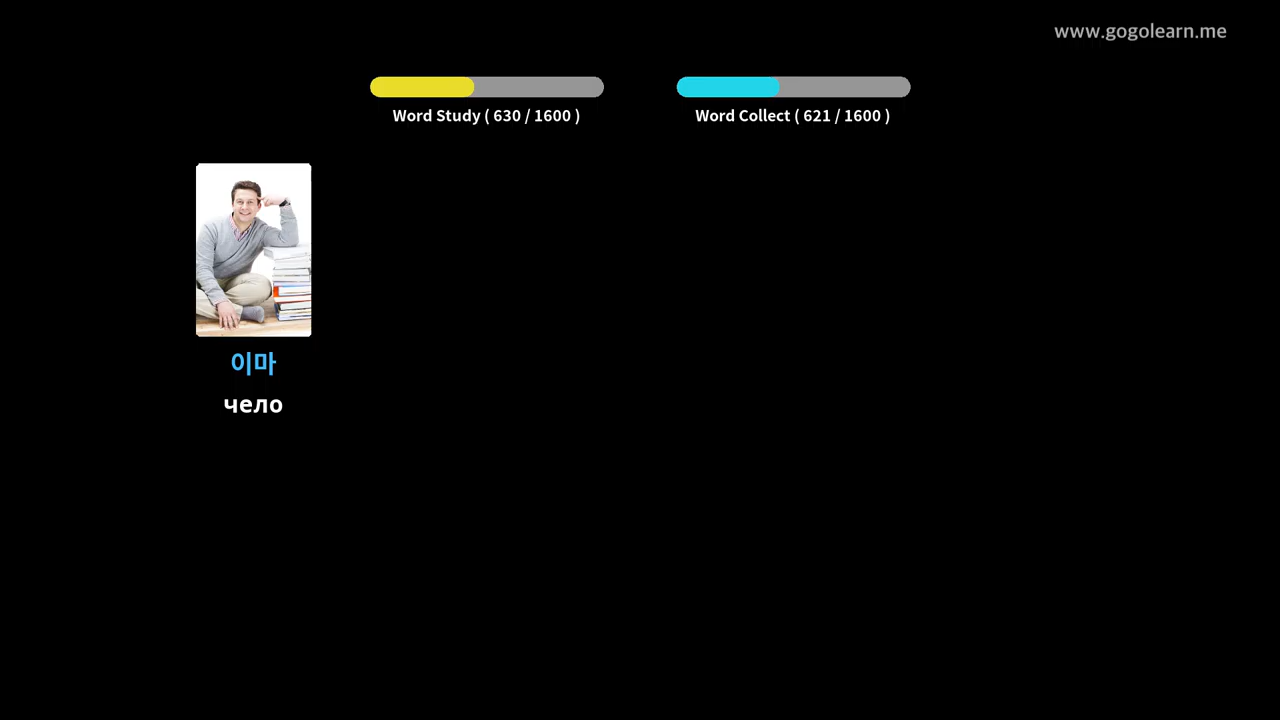 www.gogolearn.me
Word Study ( 630 / 1600 )
Word Collect ( 621 / 1600 )
이마
чело